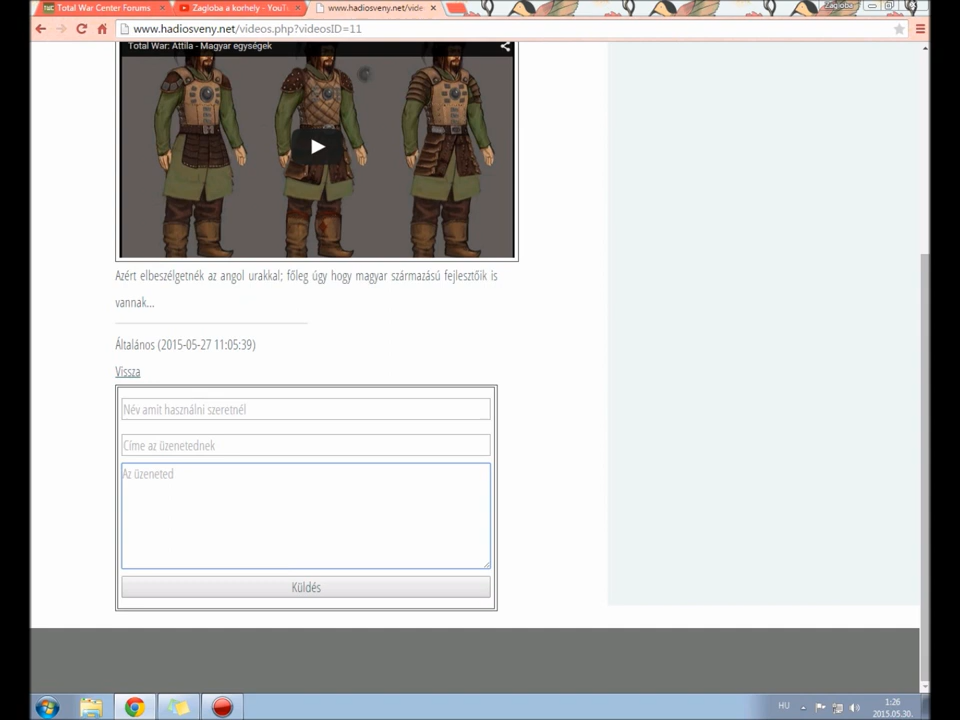 Total War Center Forums
Zagloba a korhely - YouTu
www.hadiosveny.net/vide
Zagloba
www.hadiosveny.net/videos.php?videosID=11
Total War: Attila - Magyar egységek
Azért elbeszélgetnék az angol urakkal; főleg úgy hogy magyar származású fejlesztőik is
vannak...
Általános (2015-05-27 11:05:39)
Vissza
Név amit használni szeretnél
Címe az üzenetednek
Az üzeneted
Küldés
HU
1:26
2015.05.30.